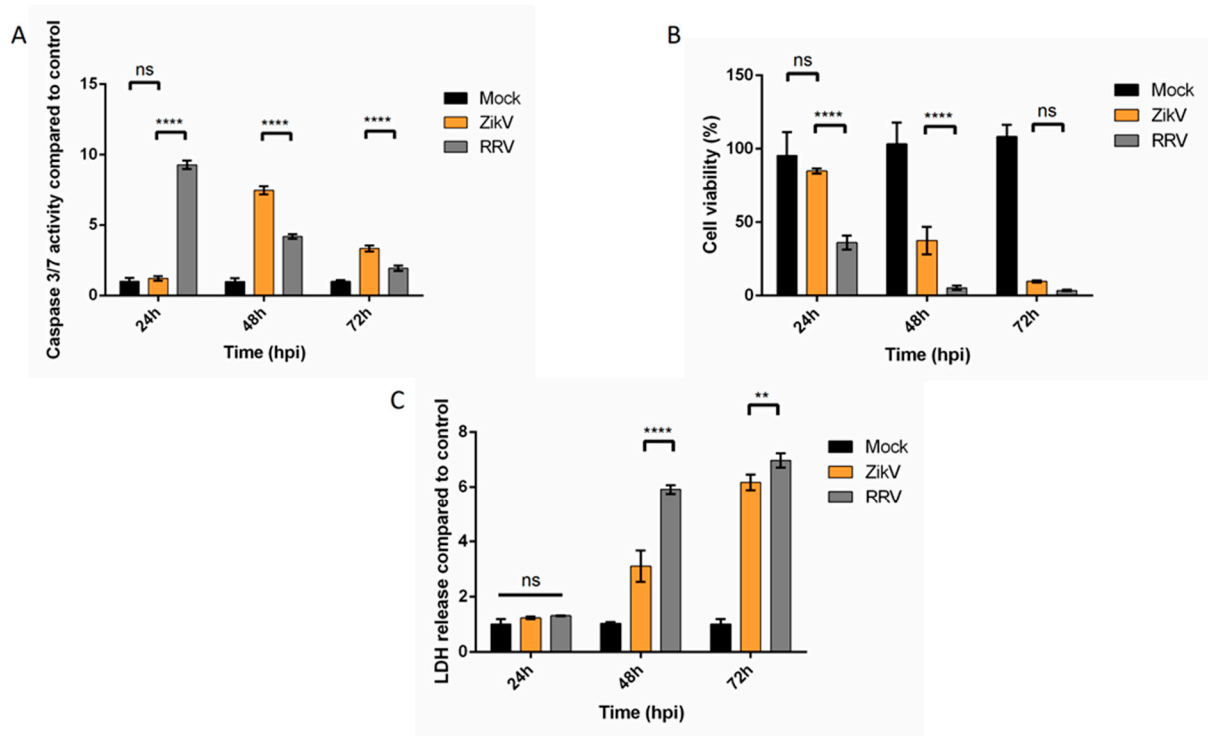 A
Caspase 3/7 activity compared to control
15
10
5
0
ns
****
****
****
24h
48h
72h
Time (hpi)
Mock
ZikV
RRV
B
Cell viability (%)
150
100
50
0
ns
****
****
ns
24h
48h
72h
Time (hpi)
Mock
ZikV
RRV
C
LDH release compared to control
8
6
4
2
0
ns
****
**
24h
48h
72h
Time (hpi)
Mock
ZikV
RRV